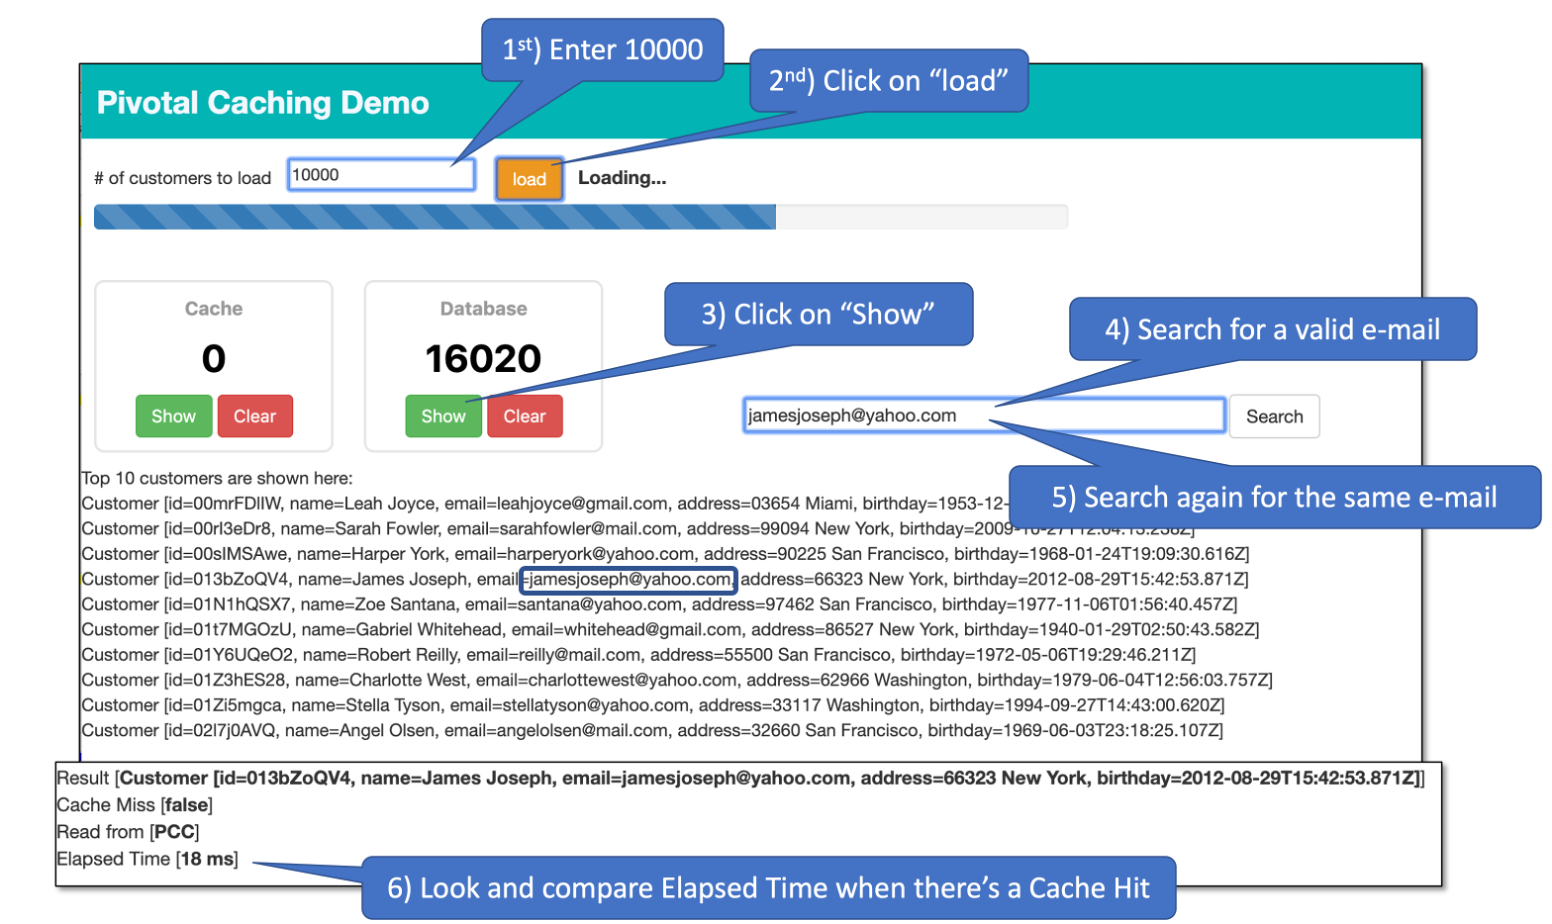 1st) Enter 10000
2nd) Click on “load”
Pivotal Caching Demo
# of customers to load 10000 load Loading...
Cache Database
3) Click on “Show”
4) Search for a valid e-mail
0 16020
Show Clear Show Clear jamesjoseph@yahoo.com Search
Top 10 customers are shown here:
5) Search again for the same e-mail
Customer [id=00mrFDlIW, name=Leah Joyce, email=leahjoyce@gmail.com, address=03654 Miami, birthday=1953-12-
Customer [id=00rl3eDr8, name=Sarah Fowler, email=sarahfowler@mail.com, address=99094 New York, birthday=2009-10-27T12:04:13.238Z]
Customer [id=00sIMSAwe, name=Harper York, email=harperyork@yahoo.com, address=90225 San Francisco, birthday=1968-01-24T19:09:30.616Z]
Customer [id=013bZoQV4, name=James Joseph, email=jamesjoseph@yahoo.com, address=66323 New York, birthday=2012-08-29T15:42:53.871Z]
Customer [id=01N1hQSX7, name=Zoe Santana, email=santana@yahoo.com, address=97462 San Francisco, birthday=1977-11-06T01:56:40.457Z]
Customer [id=01t7MGOzU, name=Gabriel Whitehead, email=whitehead@gmail.com, address=86527 New York, birthday=1940-01-29T02:50:43.582Z]
Customer [id=01Y6UQeO2, name=Robert Reilly, email=reilly@mail.com, address=55500 San Francisco, birthday=1972-05-06T19:29:46.211Z]
Customer [id=01Z3hES28, name=Charlotte West, email=charlottewest@yahoo.com, address=62966 Washington, birthday=1979-06-04T12:56:03.757Z]
Customer [id=01Zi5mgca, name=Stella Tyson, email=stellatyson@yahoo.com, address=33117 Washington, birthday=1994-09-27T14:43:00.620Z]
Customer [id=02l7j0AVQ, name=Angel Olsen, email=angelolsen@mail.com, address=32660 San Francisco, birthday=1969-06-03T23:18:25.107Z]
Result [Customer [id=013bZoQV4, name=James Joseph, email=jamesjoseph@yahoo.com, address=66323 New York, birthday=2012-08-29T15:42:53.871Z]]
Cache Miss [false]
Read from [PCC]
Elapsed Time [18 ms]
6) Look and compare Elapsed Time when there’s a Cache Hit